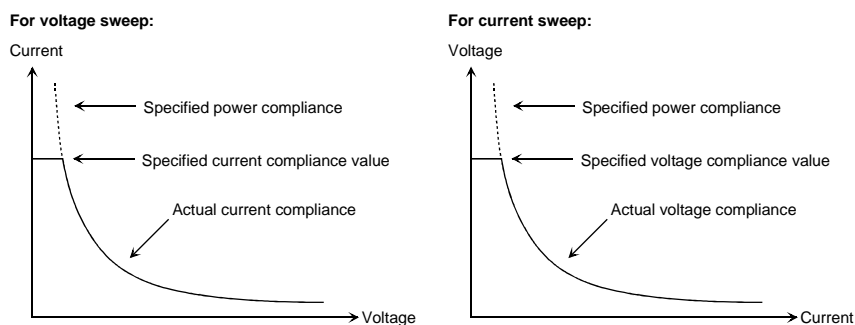 For voltage sweep:
Current
Specified power compliance
Specified current compliance value
Actual current compliance
Voltage
For current sweep:
Voltage
Specified power compliance
Specified voltage compliance value
Actual voltage compliance
Current